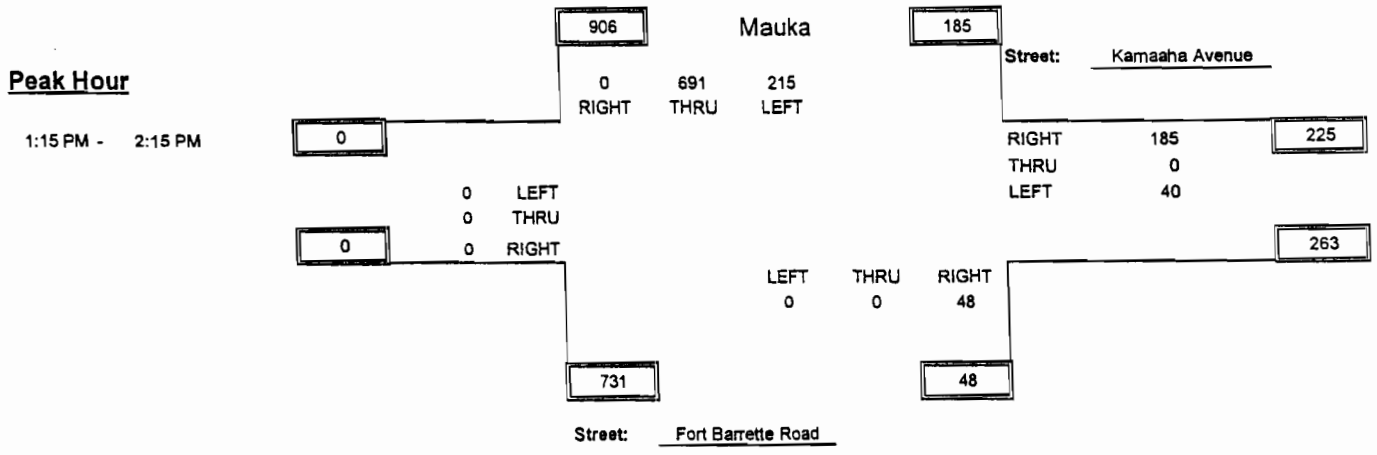 906 Mauka 185
Street: Kamaaha Avenue
Peak Hour
0 691 215
RIGHT THRU LEFT
1:15 PM - 2:15 PM 0
RIGHT 185 225
THRU 0
LEFT 40
0 LEFT
0 THRU
0 0 RIGHT
263
LEFT THRU RIGHT
0 0 48
731 48
Street: Fort Barrette Road